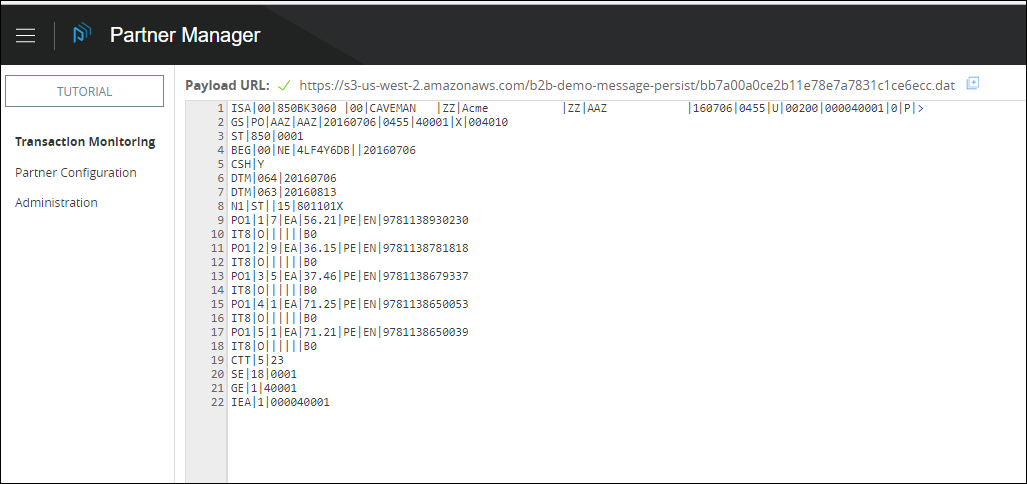 Partner Manager
TUTORIAL
Transaction Monitoring
Partner Configuration
Administration
Payload URL: https://s3-us-west-2.amazonaws.com/b2b-demo-message-persist/bb7a00a0ce2b11e78e7a7831c1ce6ecc.dat
1 ISA|00|850BK3060 |00|CAVEMAN   |ZZ|Acme           |ZZ|AAZ            |160706|0455|U|00200|000040001|0|P|>
2 GS|PO|AAZ|AAZ|20160706|0455|40001|X|004010
3 ST|850|0001
4 BEG|00|NE|4LF4Y6DB||20160706
5 CSH|Y
6 DTM|064|20160706
7 DTM|063|20160813
8 N1|ST||15|801101X
9 PO1|1|7|EA|56.21|PE|EN|9781138930230
10 IT8|O||||||B0
11 PO1|2|9|EA|36.15|PE|EN|9781138781818
12 IT8|O||||||B0
13 PO1|3|5|EA|37.46|PE|EN|9781138679337
14 IT8|O||||||B0
15 PO1|4|1|EA|71.25|PE|EN|9781138650053
16 IT8|O||||||B0
17 PO1|5|1|EA|71.21|PE|EN|9781138650039
18 IT8|O||||||B0
19 CTT|5|23
20 SE|18|0001
21 GE|1|40001
22 IEA|1|000040001